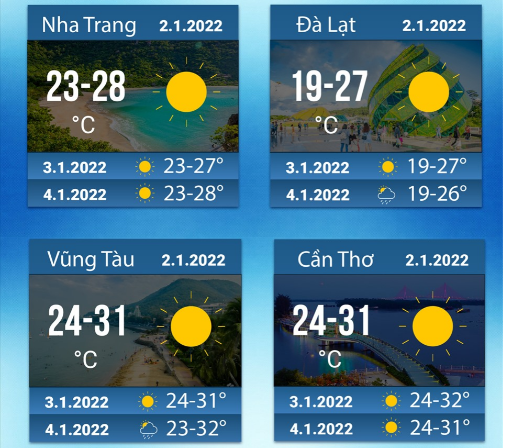 Nha Trang 2.1.2022
23-28
°C
3.1.2022 23-27°
4.1.2022 23-28°
Đà Lạt 2.1.2022
19-27
°C
3.1.2022 19-27°
4.1.2022 19-26°
Vũng Tàu 2.1.2022
24-31
°C
3.1.2022 24-31°
4.1.2022 23-32°
Cần Thơ 2.1.2022
24-31
°C
3.1.2022 24-32°
4.1.2022 24-31°